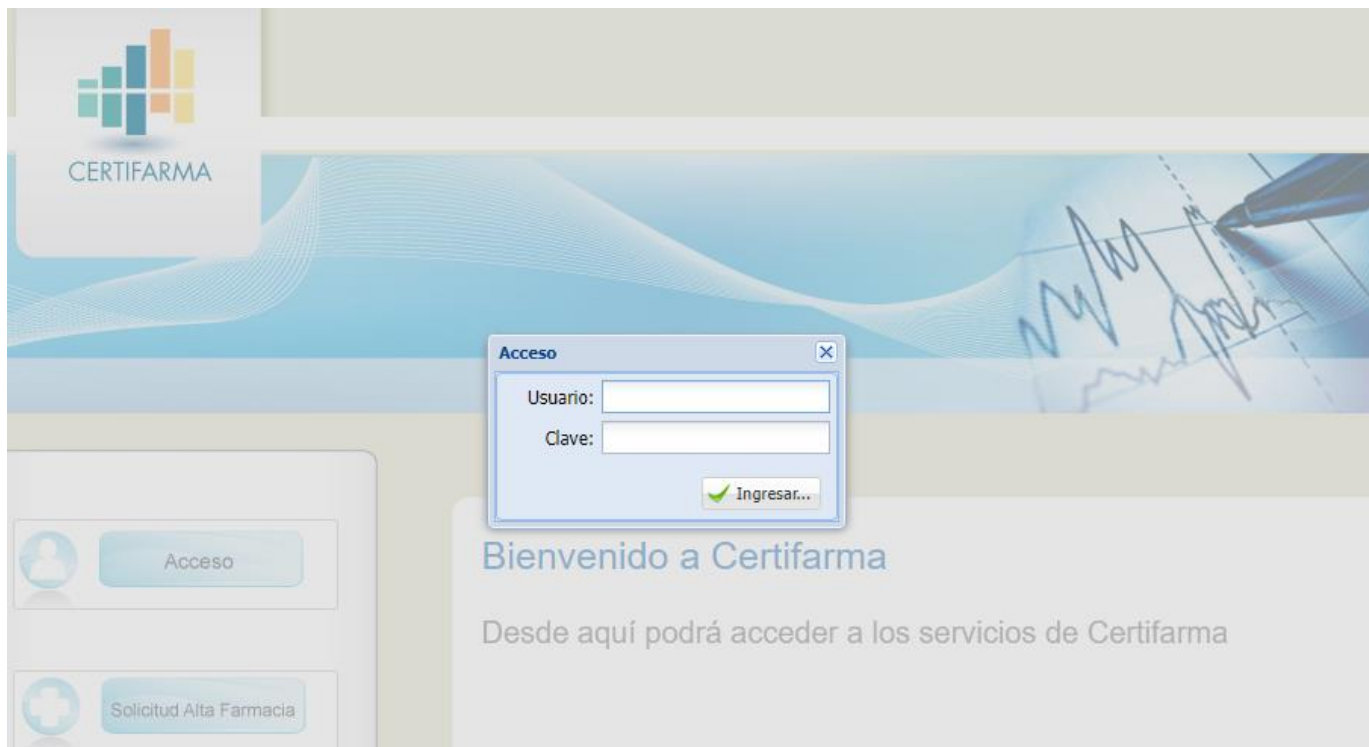 CERTIFARMA
Acceso
Usuario:
Clave:
Ingresar...
Acceso
Solicitud Alta Farmacia
Bienvenido a Certifarma
Desde aquí podrá acceder a los servicios de Certifarma